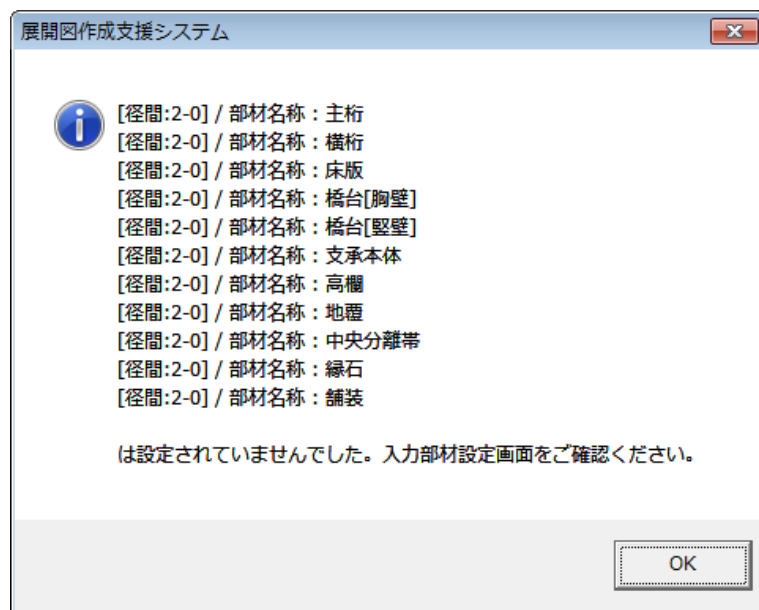 展開図作成支援システム
[径間:2-0] / 部材名称：主桁
[径間:2-0] / 部材名称：横桁
[径間:2-0] / 部材名称：床版
[径間:2-0] / 部材名称：橋台[胸壁]
[径間:2-0] / 部材名称：橋台[竪壁]
[径間:2-0] / 部材名称：支承本体
[径間:2-0] / 部材名称：高欄
[径間:2-0] / 部材名称：地覆
[径間:2-0] / 部材名称：中央分離帯
[径間:2-0] / 部材名称：縁石
[径間:2-0] / 部材名称：舗装
は設定されていませんでした。入力部材設定画面をご確認ください。
OK